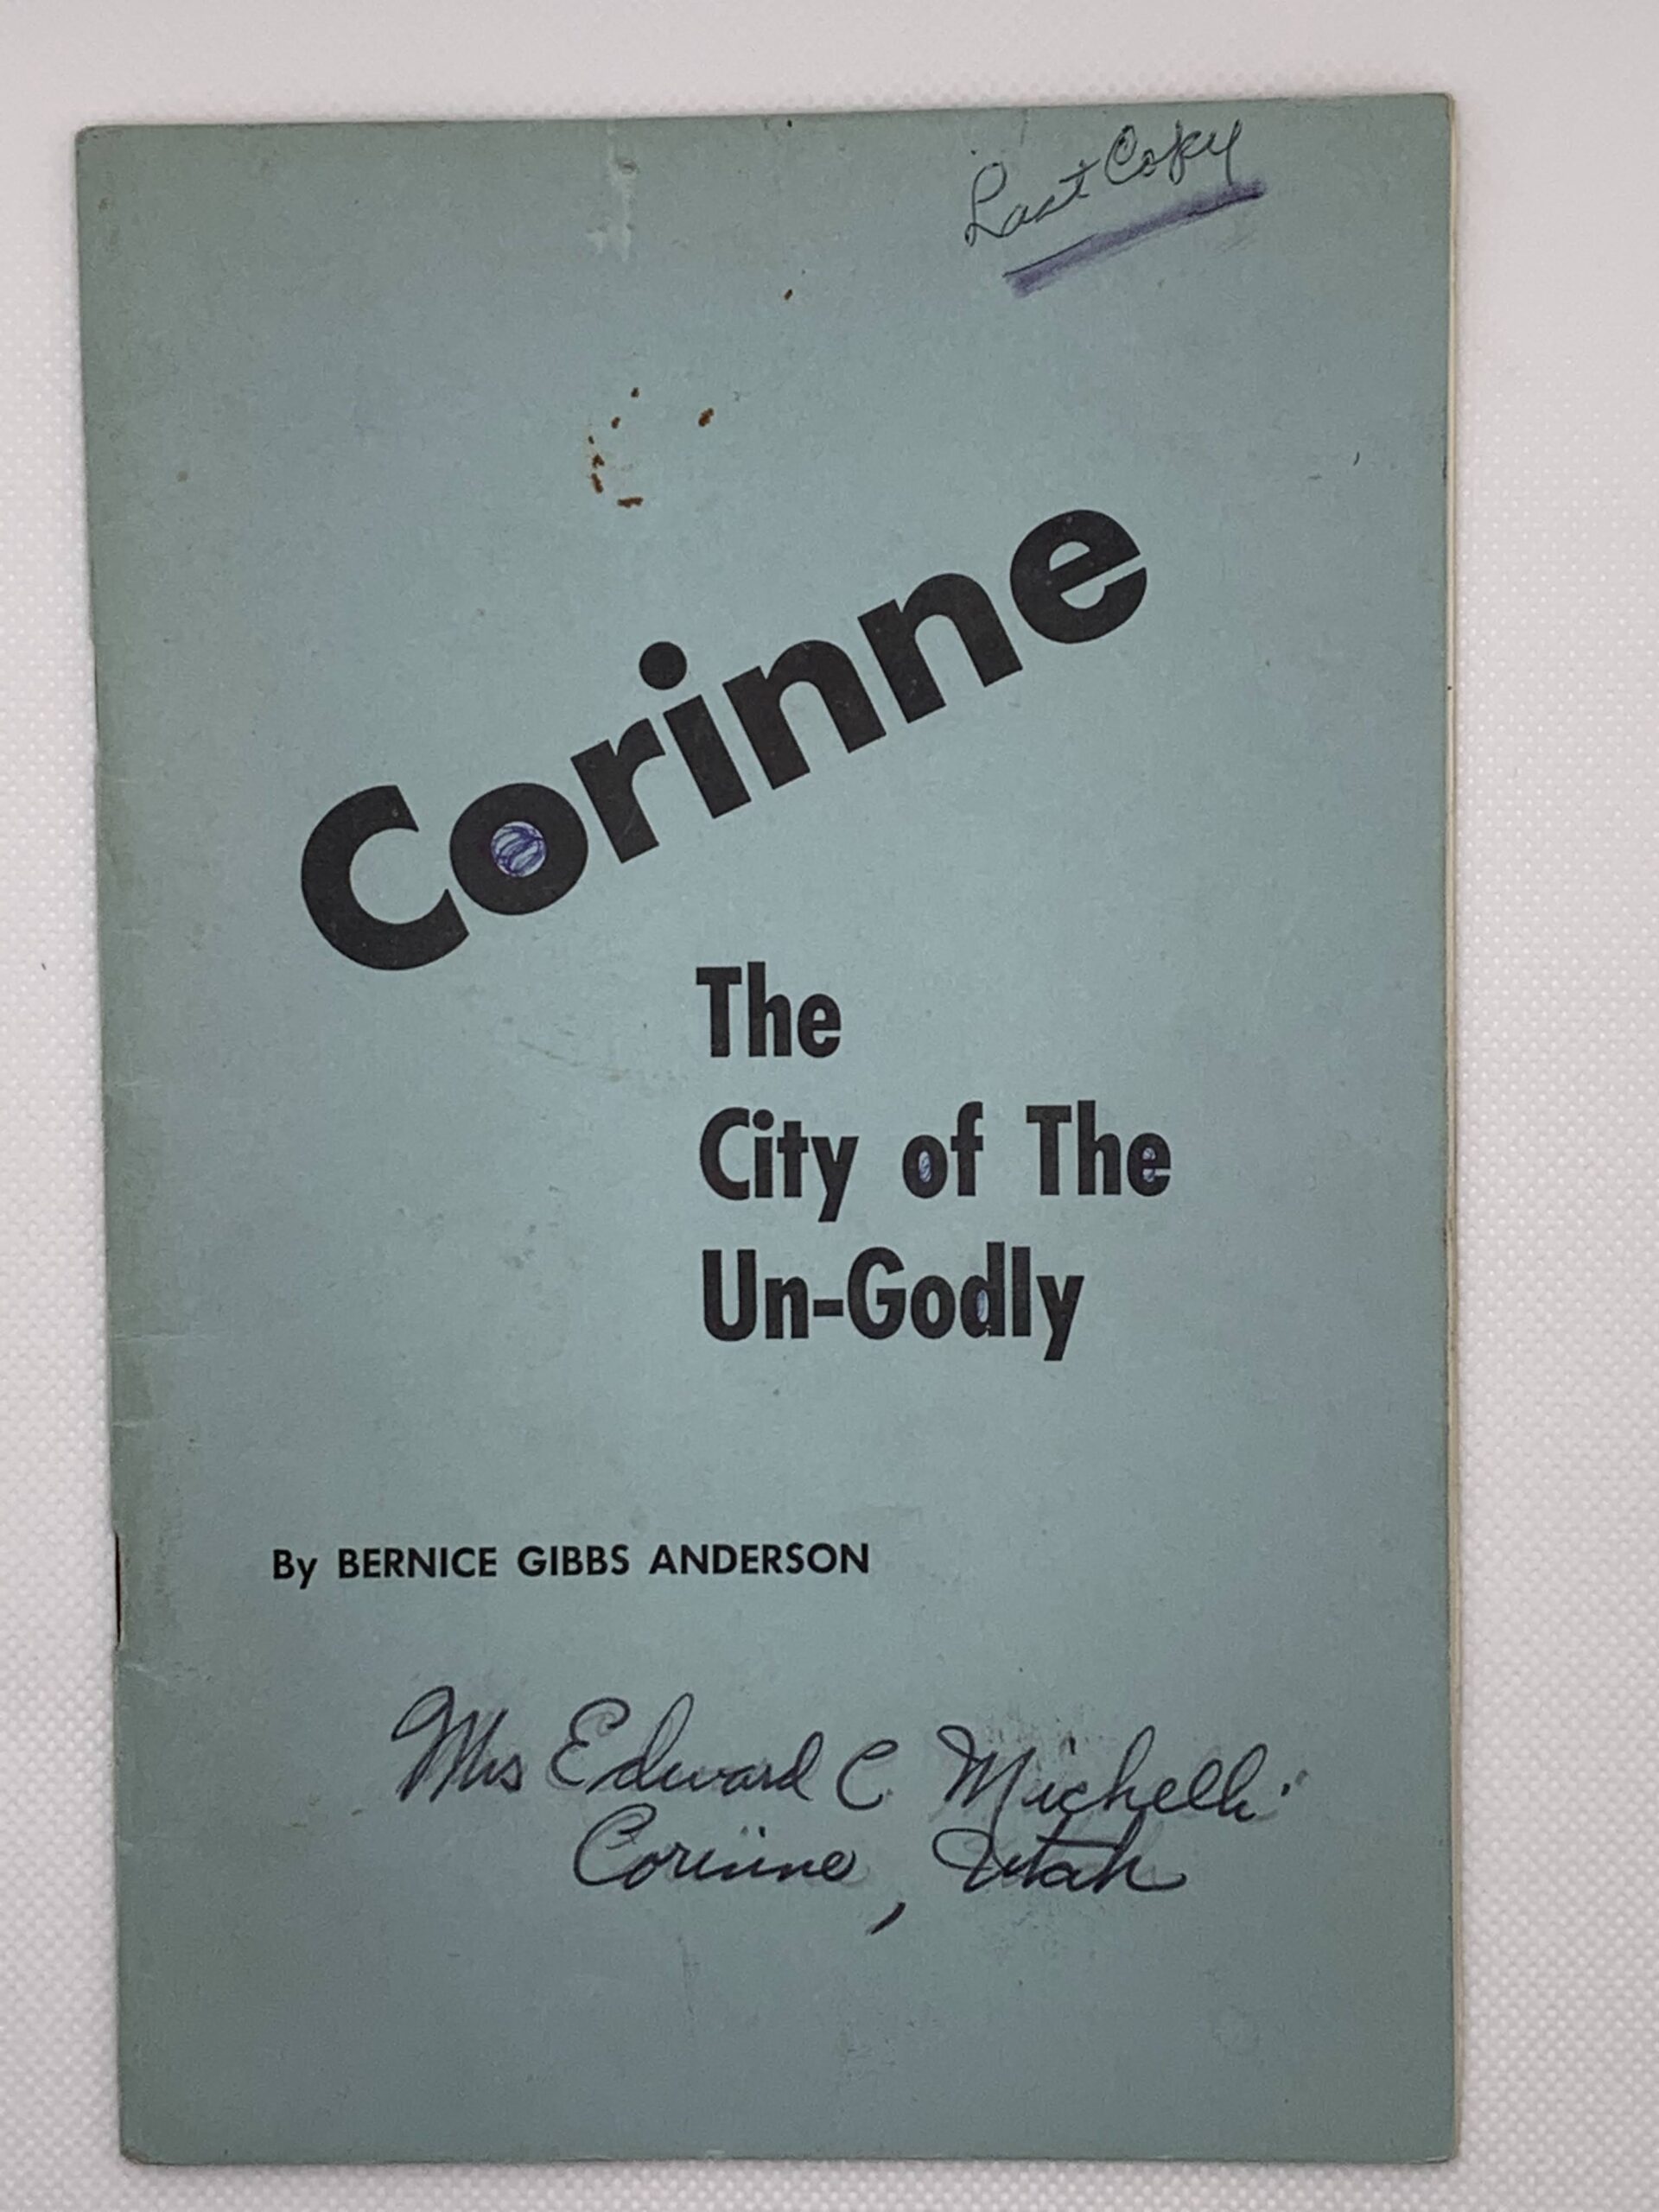 Last Copy
Corinne
The
City of The
Un-Godly
By BERNICE GIBBS ANDERSON
Mrs Edward C Michelli
Corinne, Utah